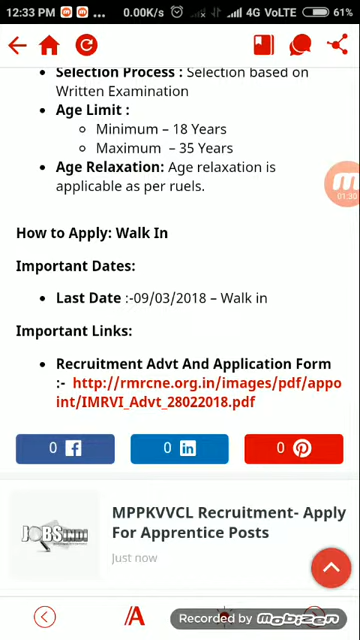 12:33 PM ... 0.00K/s 4G VoLTE 61%
Selection Process : Selection based on
Written Examination
Age Limit :
Minimum – 18 Years
Maximum – 35 Years
Age Relaxation: Age relaxation is
applicable as per ruels.
01:30
How to Apply: Walk In
Important Dates:
Last Date :-09/03/2018 – Walk in
Important Links:
Recruitment Advt And Application Form
:- http://rmrcne.org.in/images/pdf/appo
int/IMRVI_Advt_28022018.pdf
0 f 0 in 0
MPPKVVCL Recruitment- Apply
For Apprentice Posts
JOBSINDI
Just now
A
Recorded by Mobizen